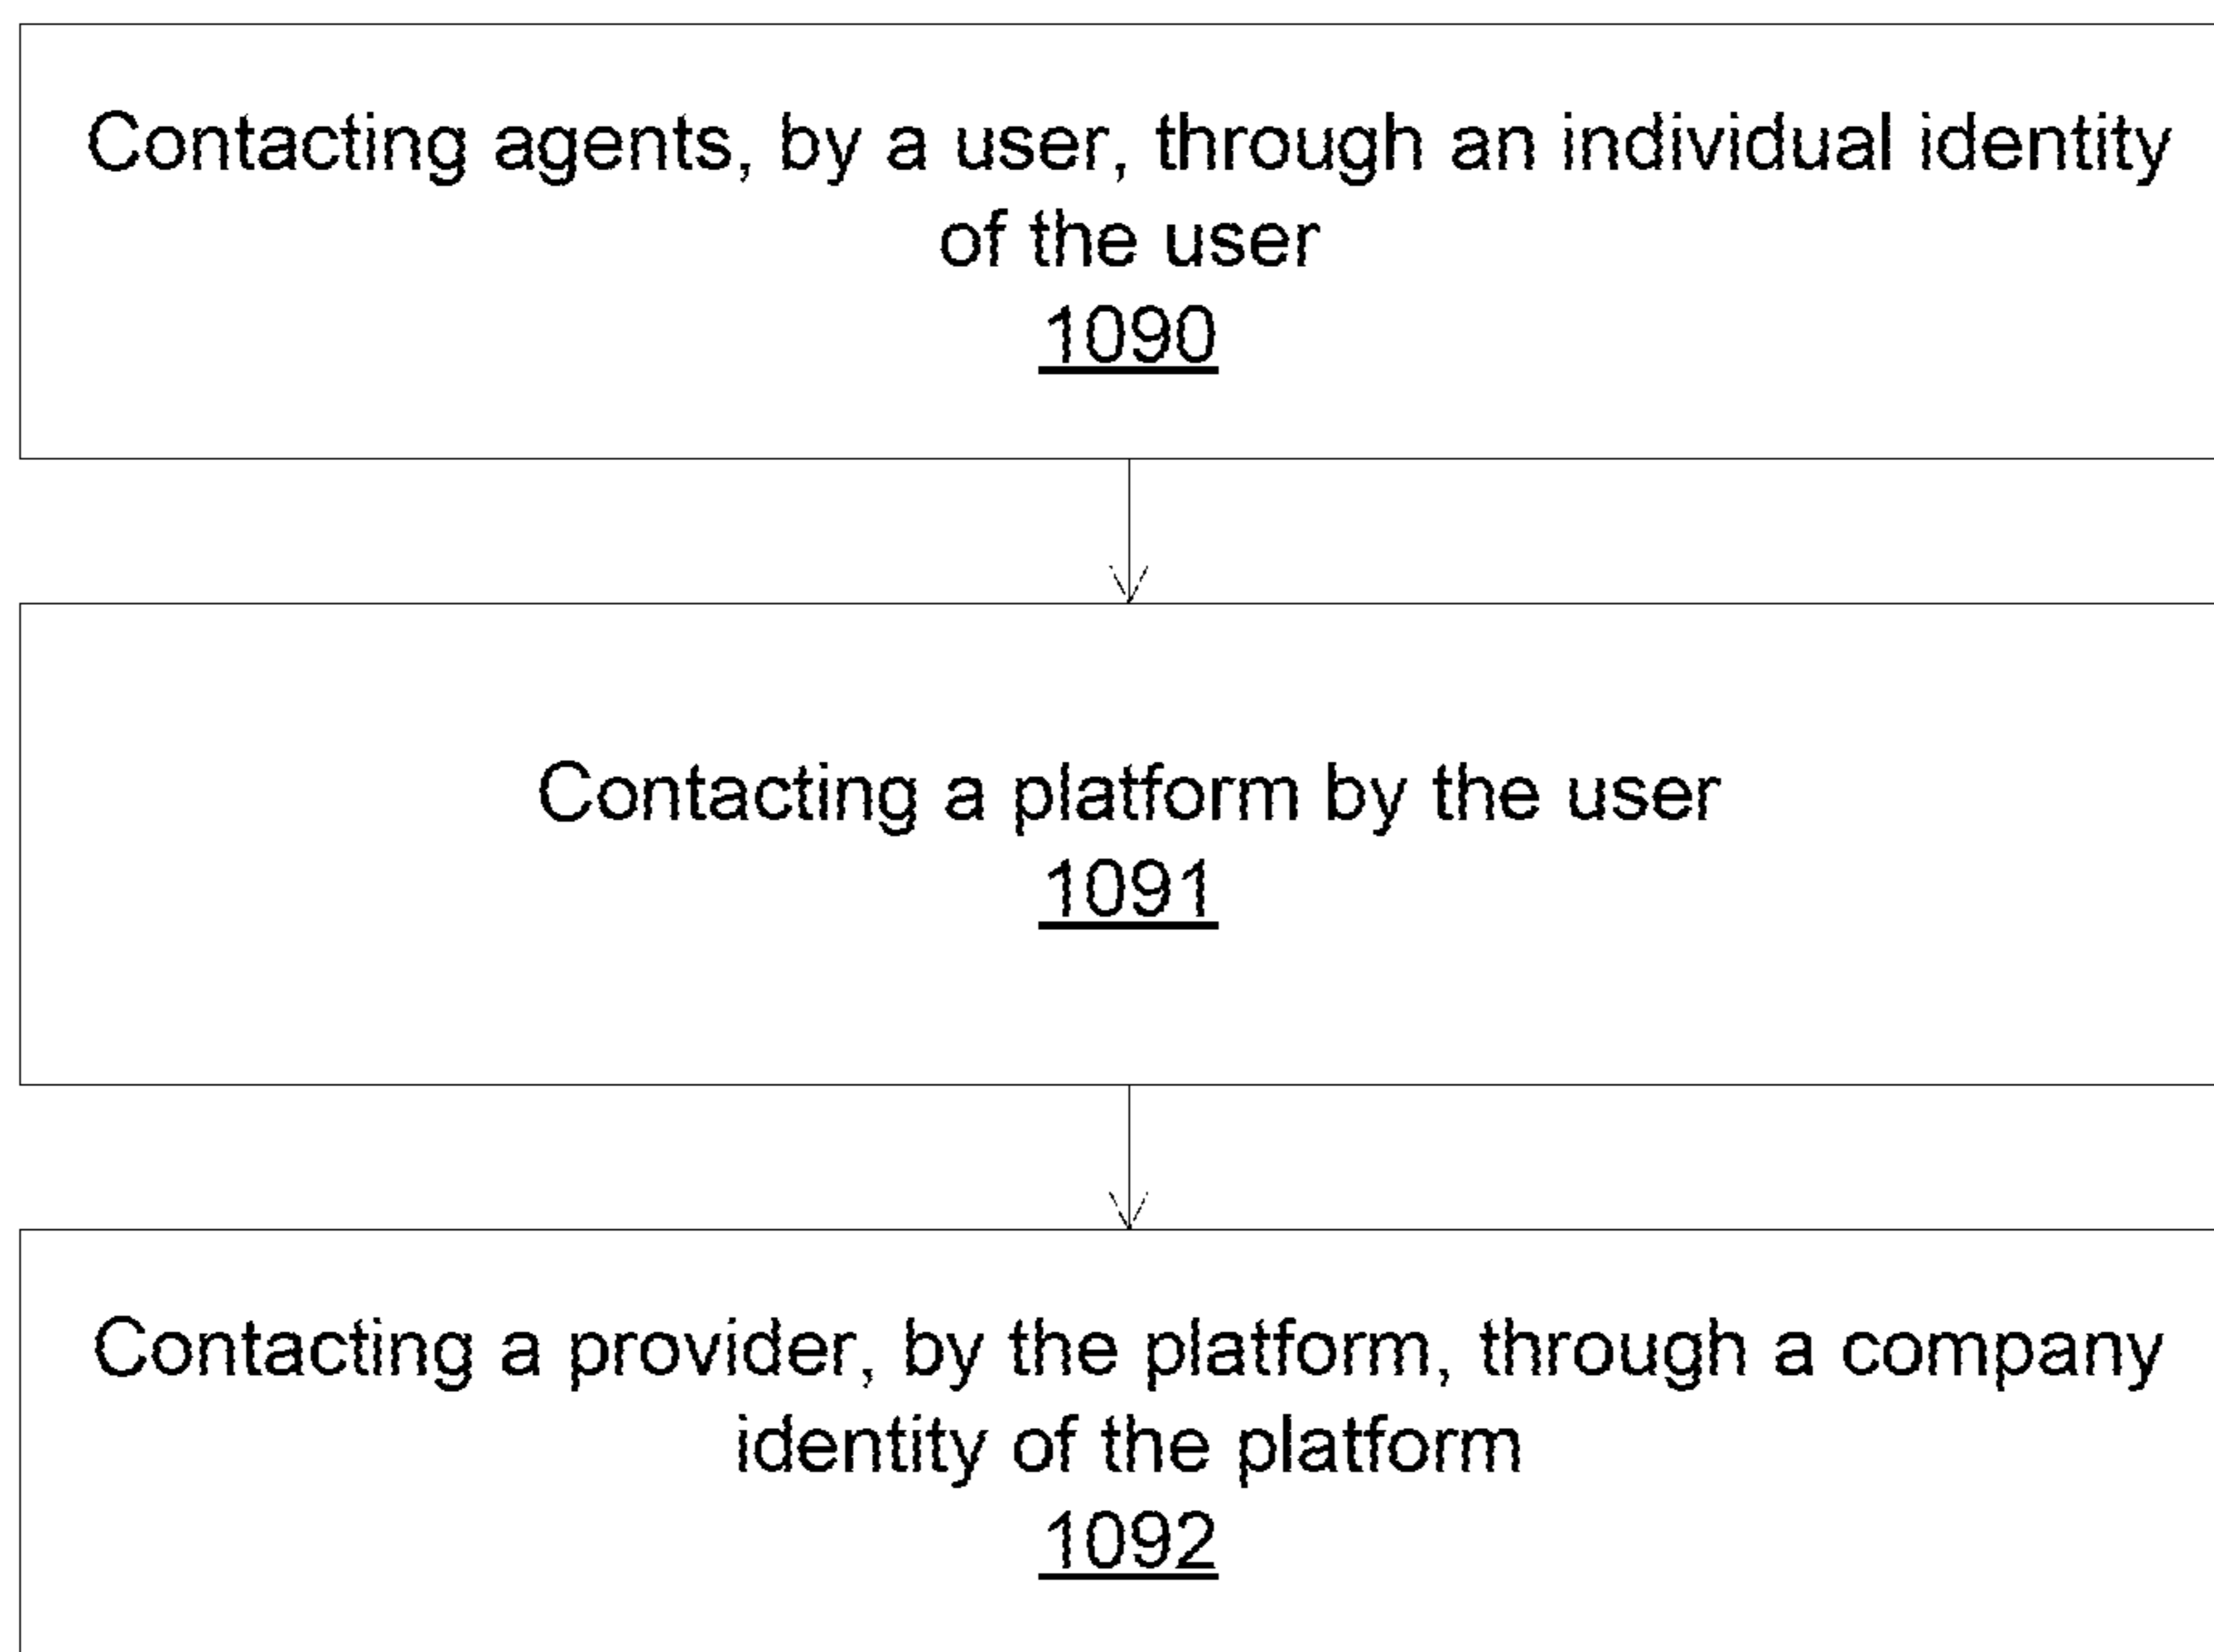 Contacting agents, by a user, through an individual identity
of the user
1090
Contacting a platform by the user
1091
Contacting a provider, by the platform, through a company
identity of the platform
1092